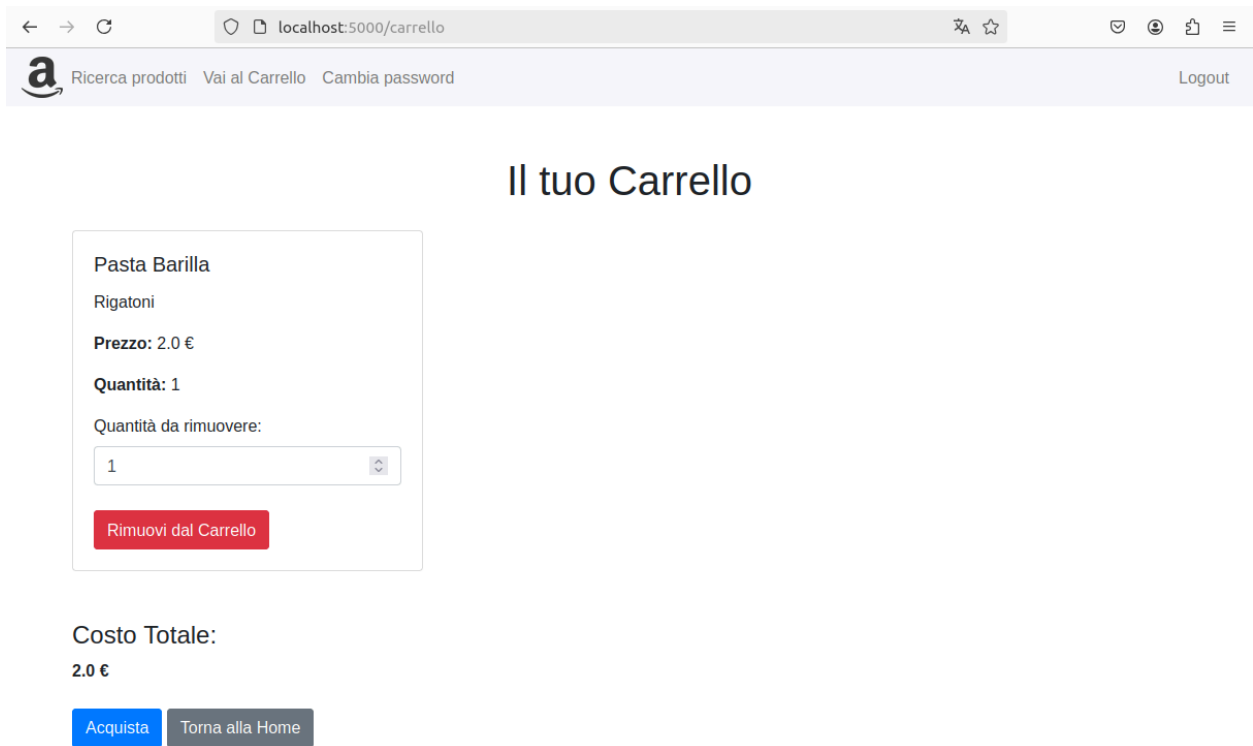 localhost:5000/carrello
a Ricerca prodotti Vai al Carrello Cambia password Logout
Il tuo Carrello
Pasta Barilla
Rigatoni
Prezzo: 2.0 €
Quantità: 1
Quantità da rimuovere:
1
Rimuovi dal Carrello
Costo Totale:
2.0 €
Acquista Torna alla Home